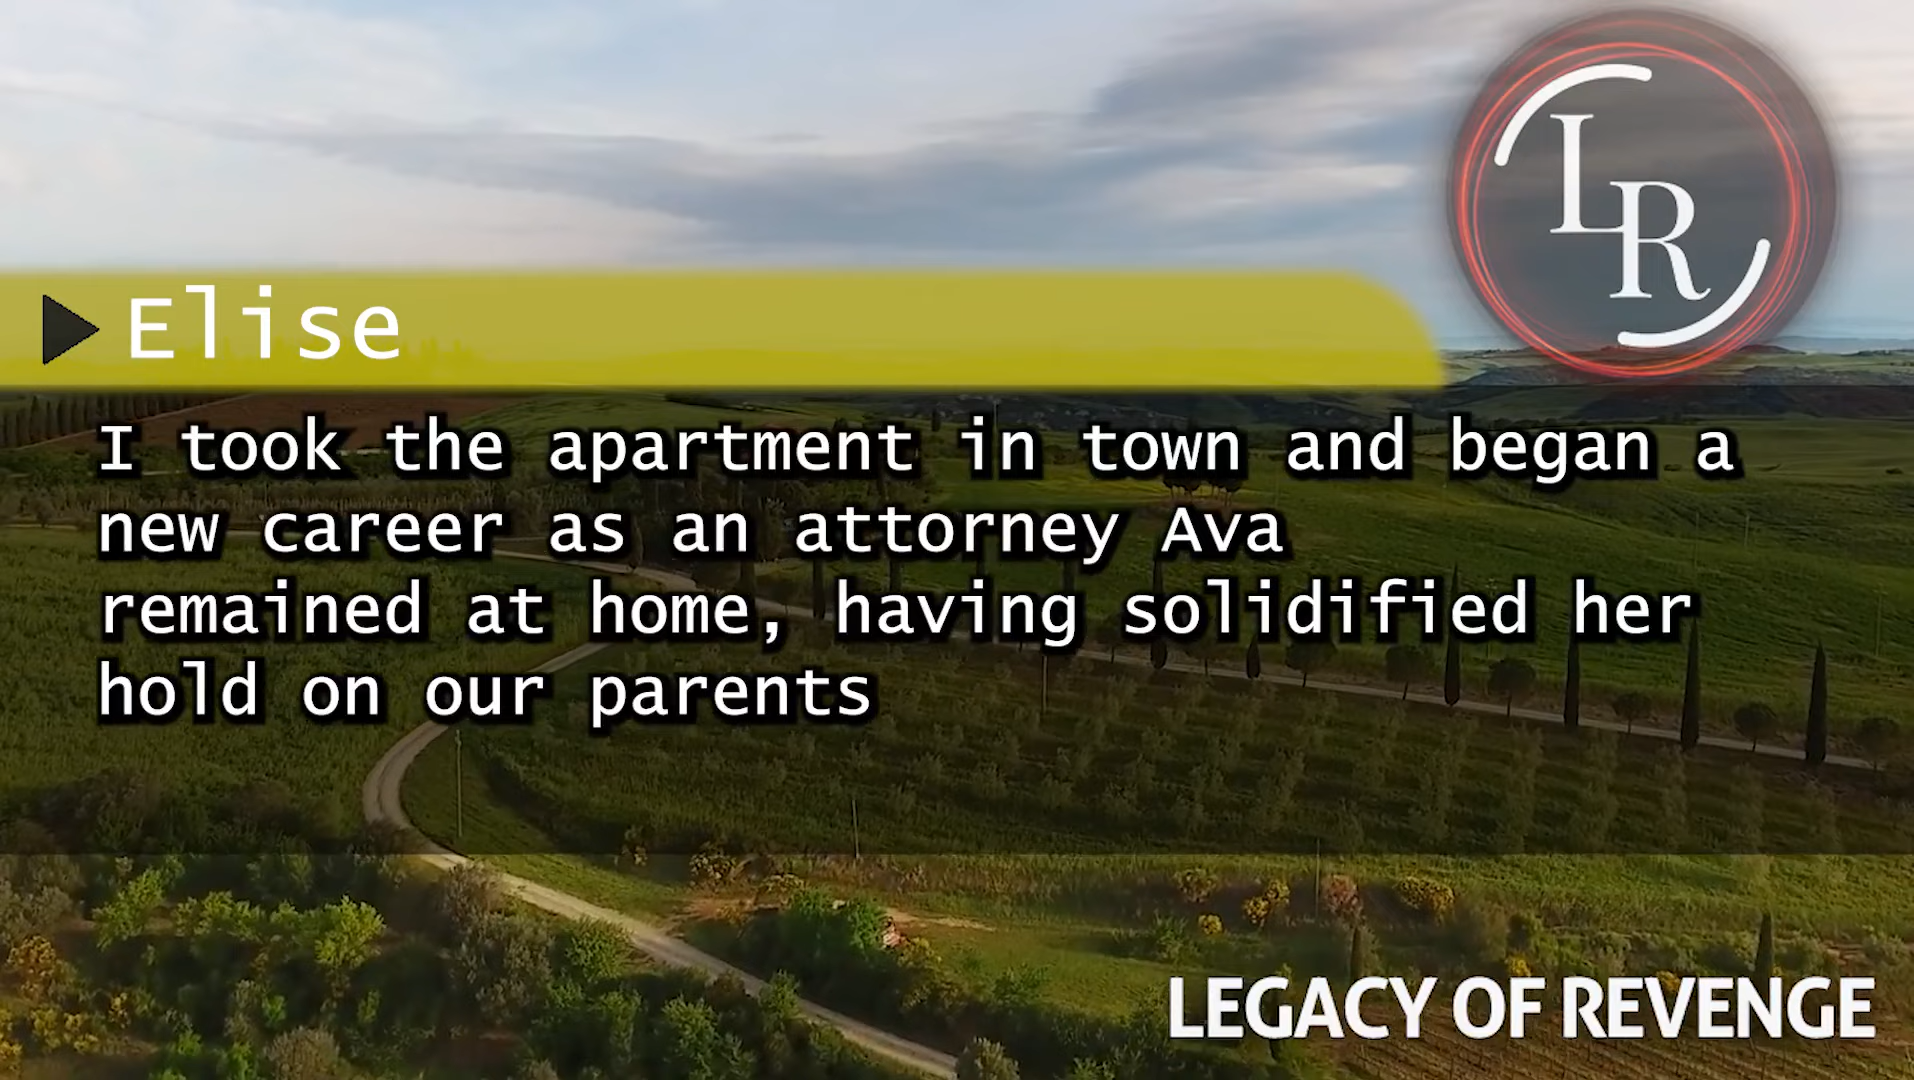 LR
Elise
I took the apartment in town and began a
new career as an attorney Ava
remained at home, having solidified her
hold on our parents
LEGACY OF REVENGE